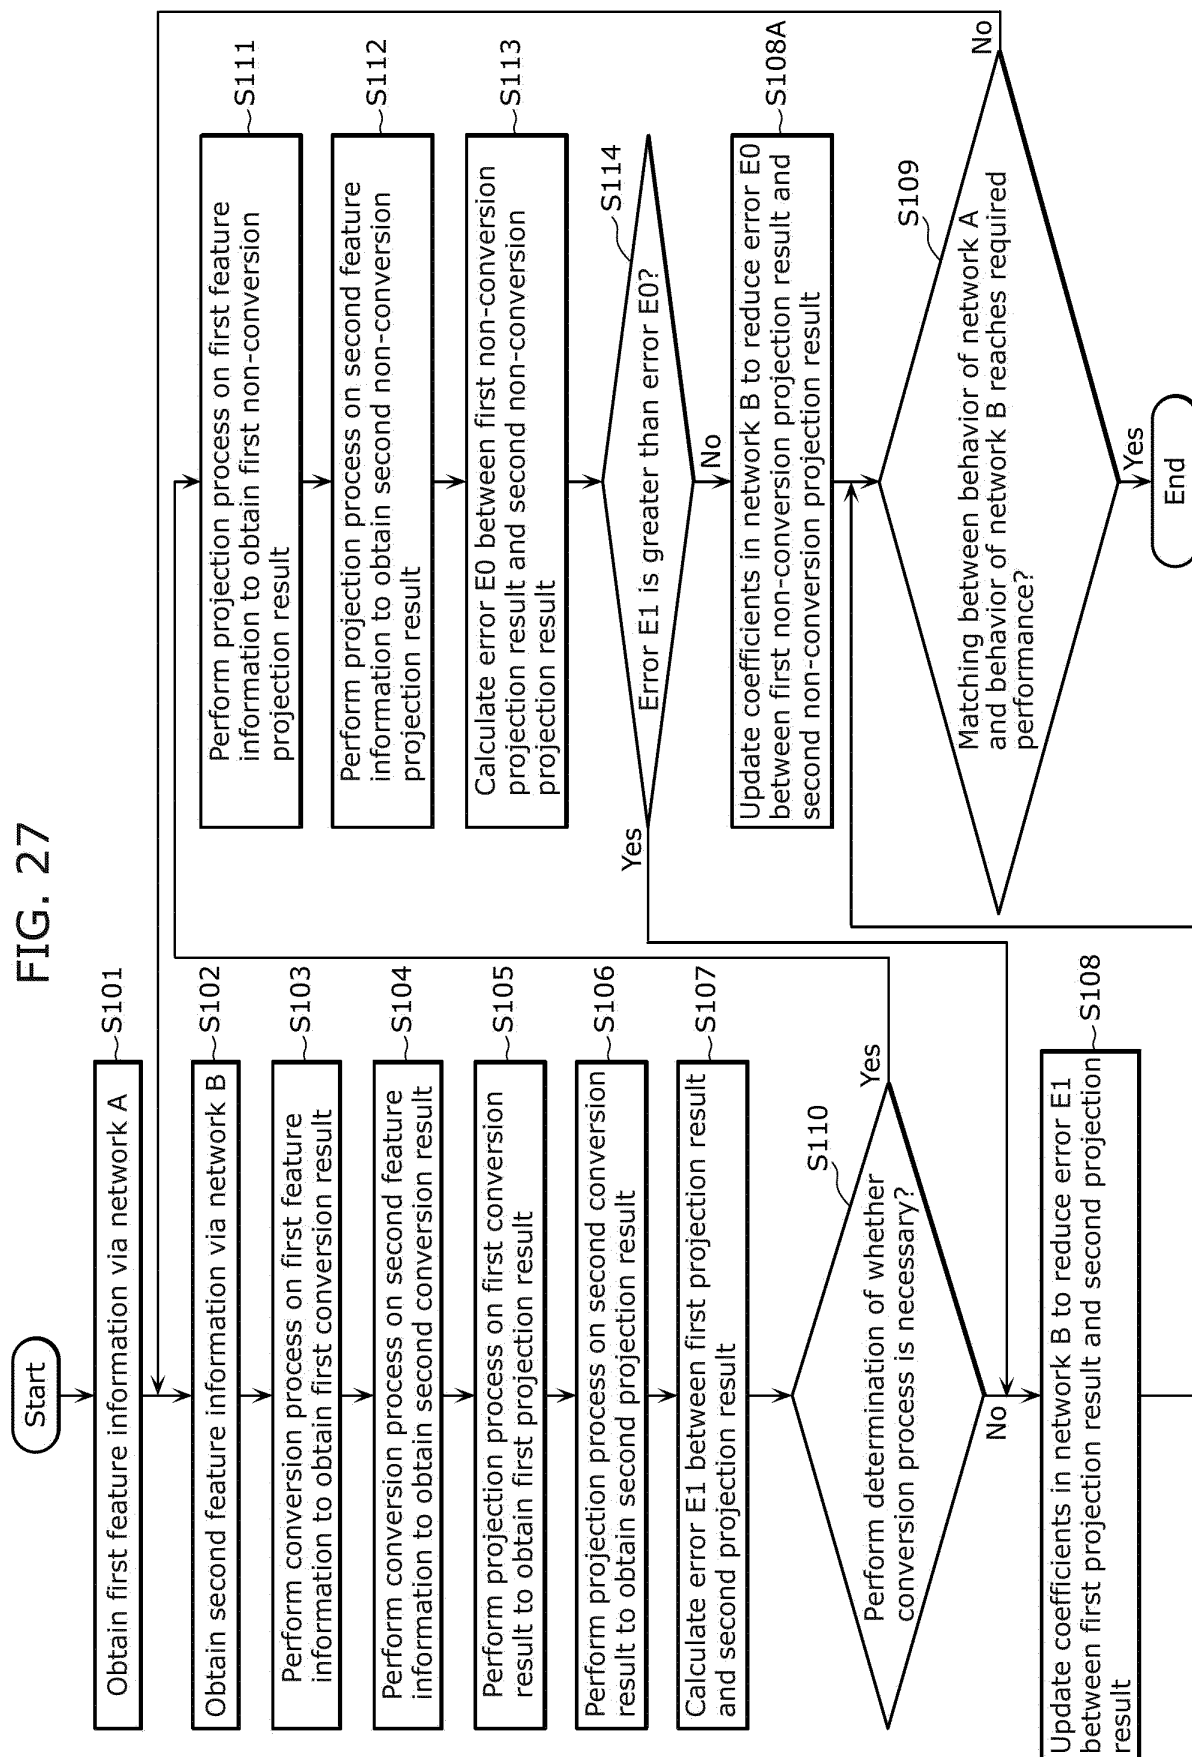 FIG. 27
Start
Obtain first feature information via network A
S101
Obtain second feature information via network B
S102
Perform conversion process on first feature
information to obtain first conversion result
S103
Perform conversion process on second feature
information to obtain second conversion result
S104
Perform projection process on first conversion
result to obtain first projection result
S105
Perform projection process on second conversion
result to obtain second projection result
S106
Calculate error E1 between first projection result
and second projection result
S107
Perform determination of whether
conversion process is necessary?
S110
Yes
No
Update coefficients in network B to reduce error E1
between first projection result and second projection
result
S108
Perform projection process on first feature
information to obtain first non-conversion
projection result
S111
Perform projection process on second feature
information to obtain second non-conversion
projection result
S112
Calculate error E0 between first non-conversion
projection result and second non-conversion
projection result
S113
Error E1 is greater than error E0?
S114
Yes
No
Update coefficients in network B to reduce error E0
between first non-conversion projection result and
second non-conversion projection result
S108A
Matching between behavior of network A
and behavior of network B reaches required
performance?
S109
No
Yes
End